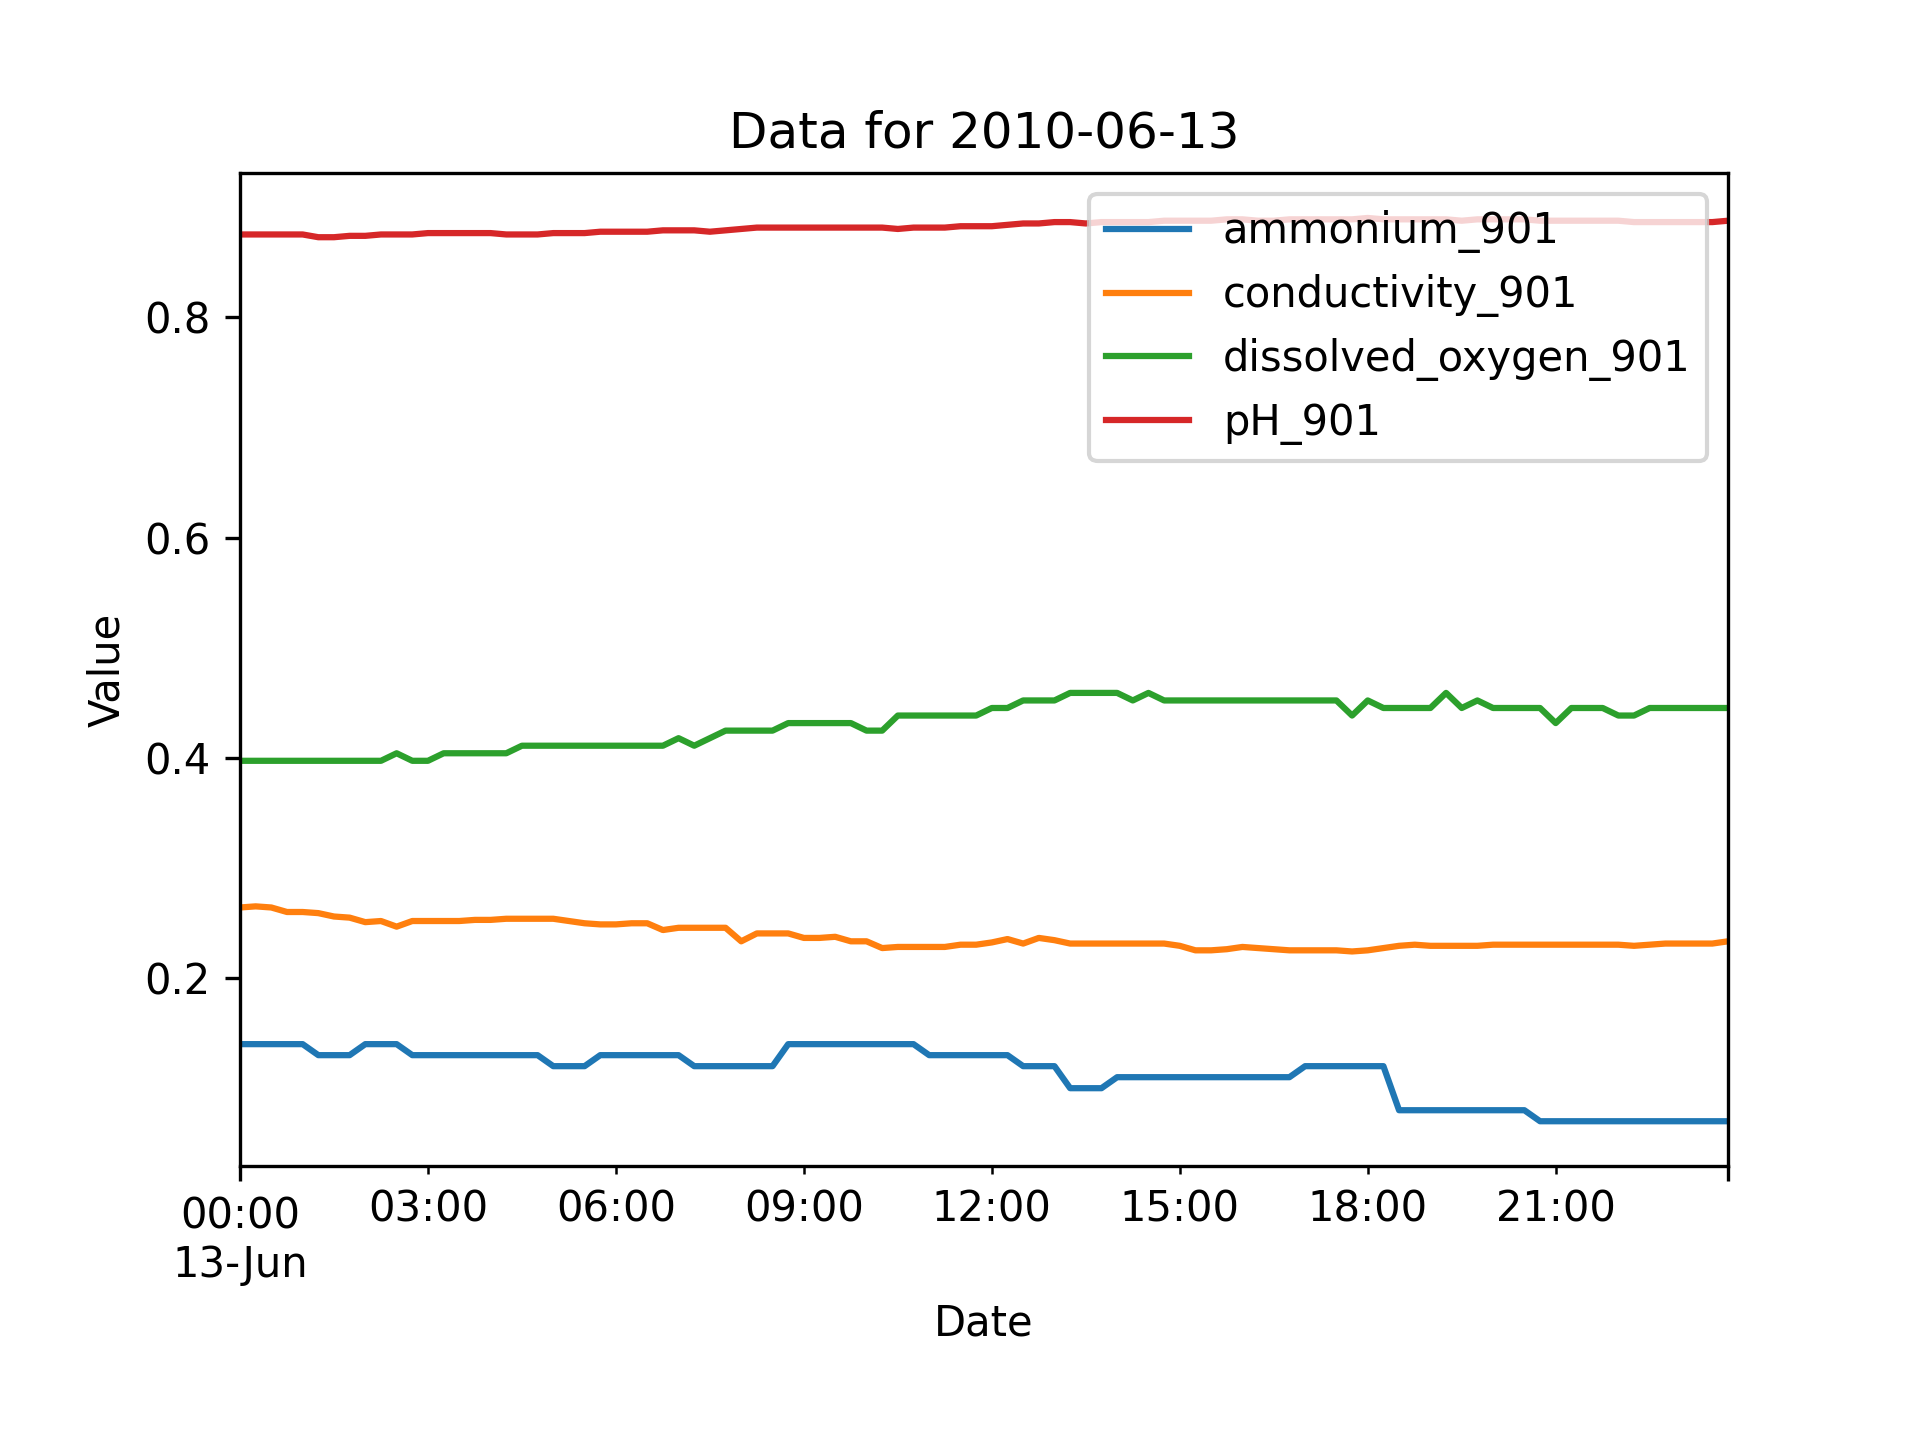 Data for 2010-06-13
ammonium_901
conductivity_901
dissolved_oxygen_901
pH_901
Value
0.8
0.6
0.4
0.2
00:00 03:00 06:00 09:00 12:00 15:00 18:00 21:00
13-Jun
Date